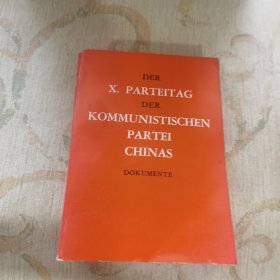 DER
X. PARTEITAG
DER
KOMMUNISTISCHEN
PARTEI
CHINAS
DOKUMENTE